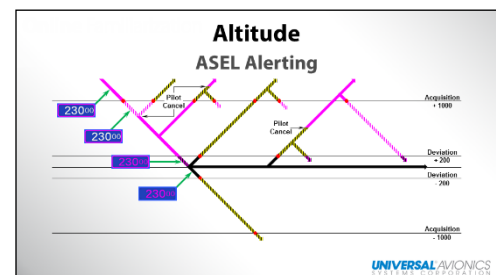 Altitude
ASEL Alerting
Pilot
Cancel
Acquisition
+ 1000
23000
23000
Pilot
Cancel
Deviation
+ 200
23000
Deviation
- 200
23000
Acquisition
- 1000
UNIVERSAL AVIONICS
SYSTEMS CORPORATION